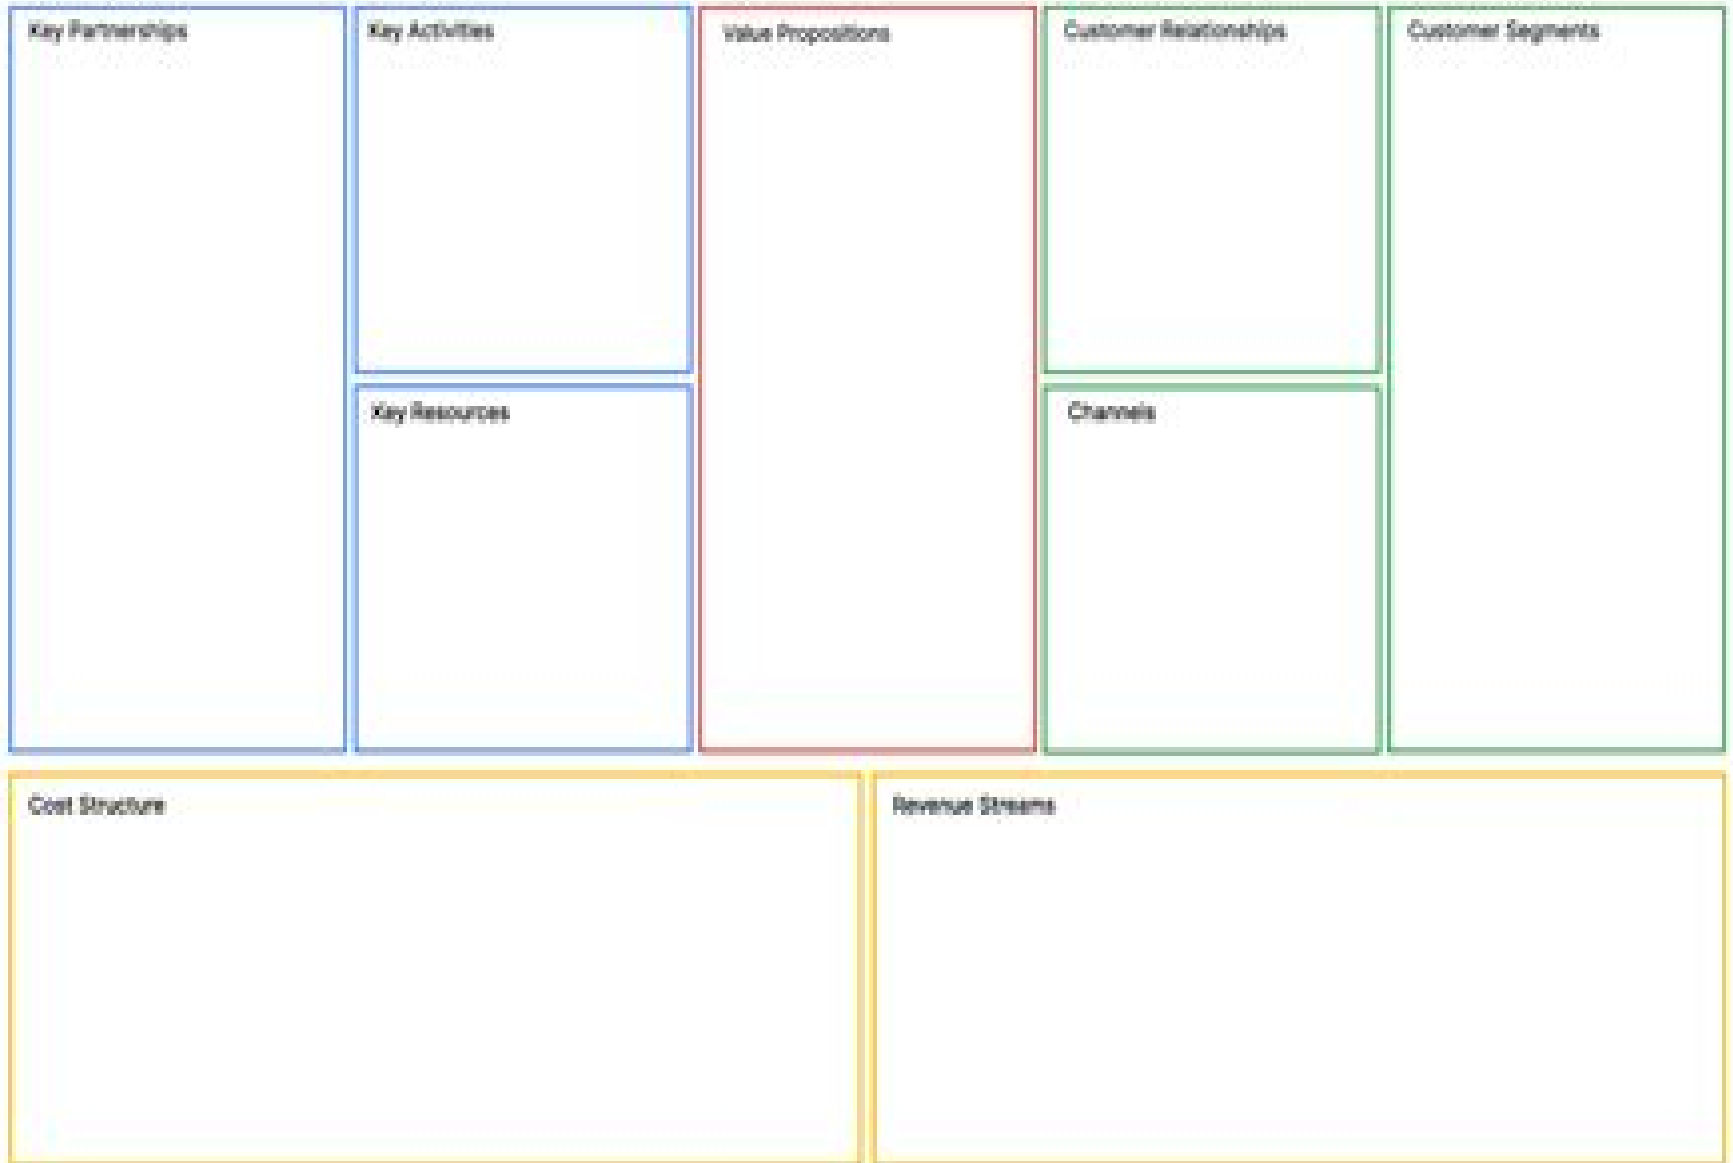 Key Partnerships
Key Activities
Key Resources
Value Propositions
Customer Relationships
Channels
Customer Segments
Cost Structure
Revenue Streams